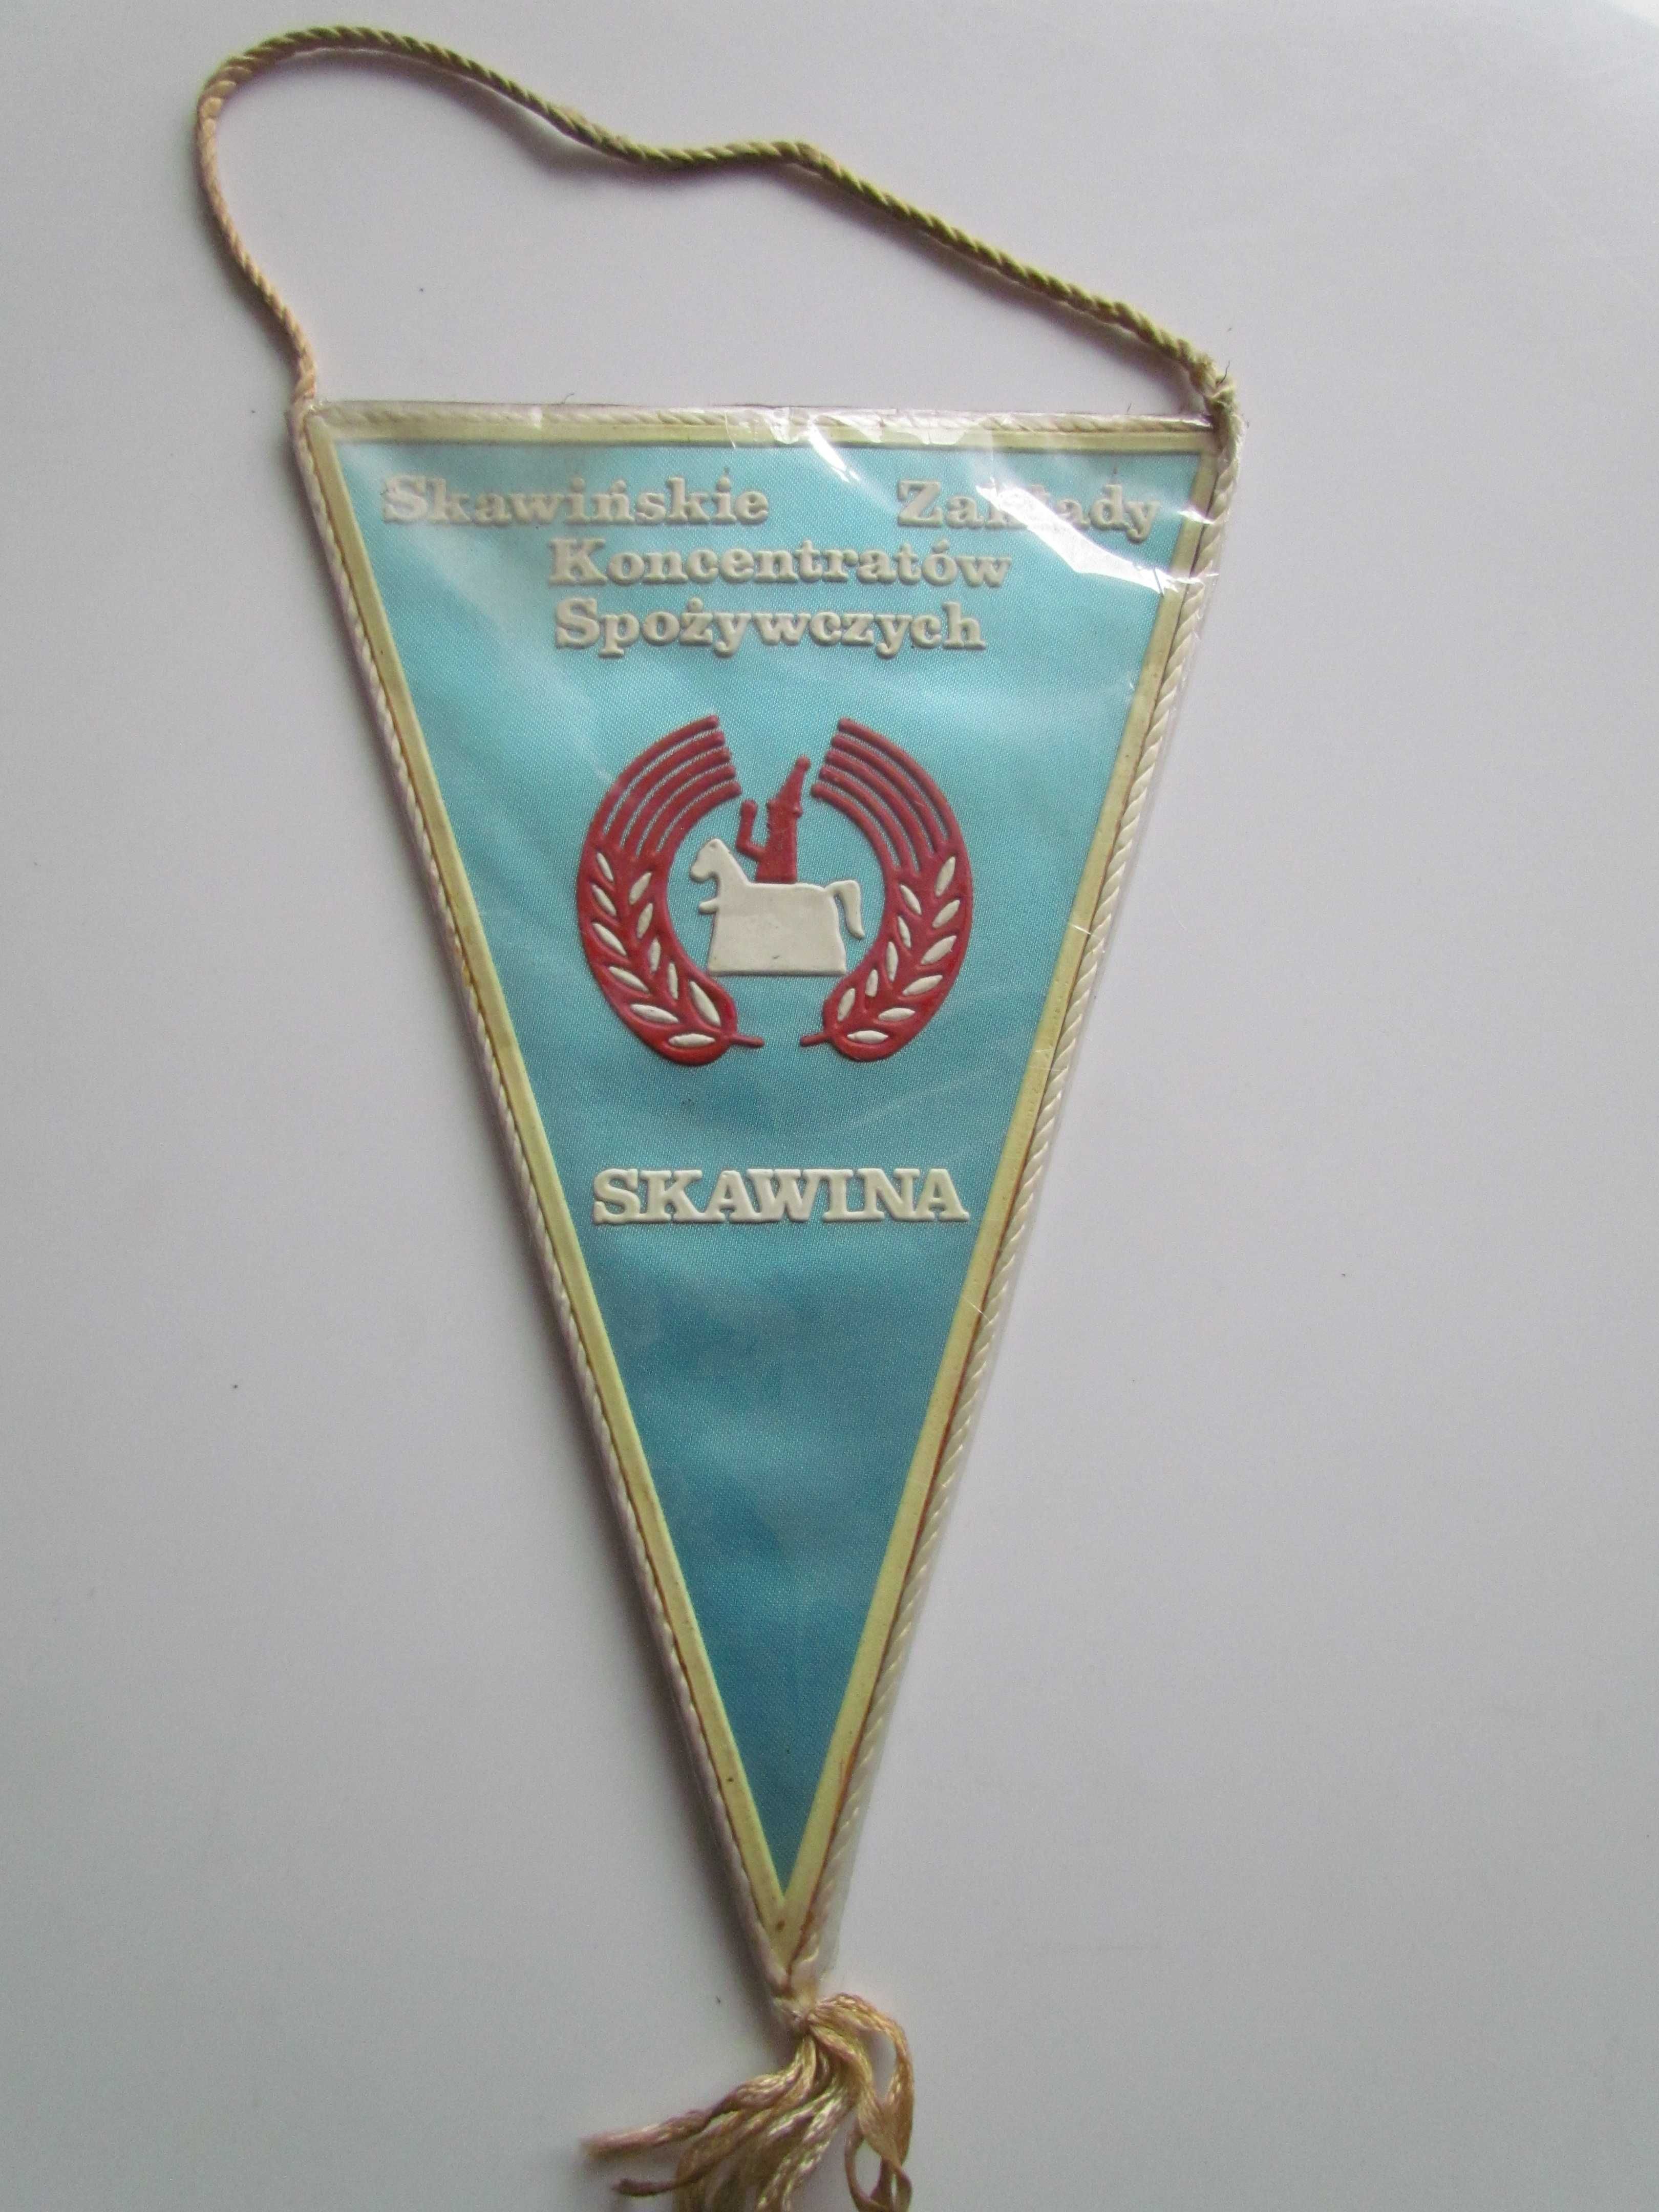 Skawińskie Zakłady
Koncentratów
Spożywczych
SKAWINA